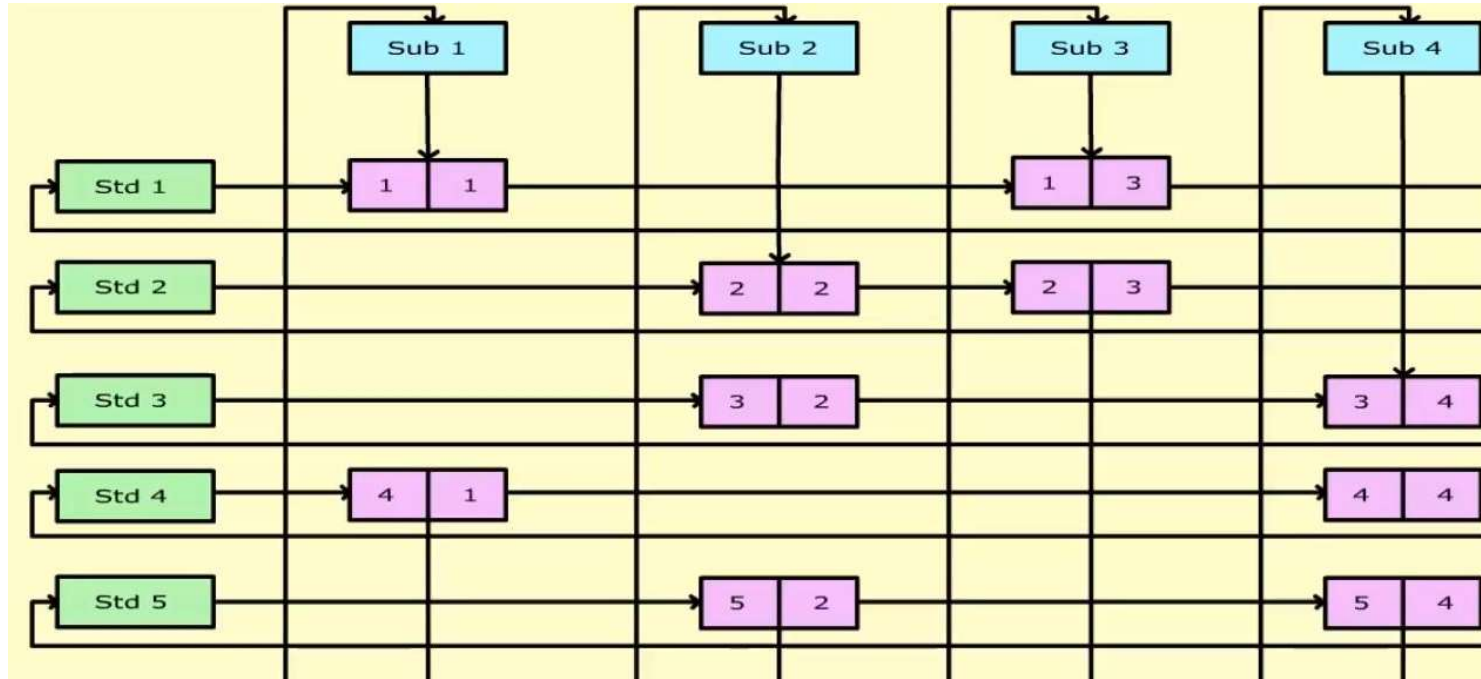 Sub 1 Sub 2 Sub 3 Sub 4
Std 1 1 1 1 3
Std 2 2 2 2 3
Std 3 3 2 3 4
Std 4 4 1 4 4
Std 5 5 2 5 4